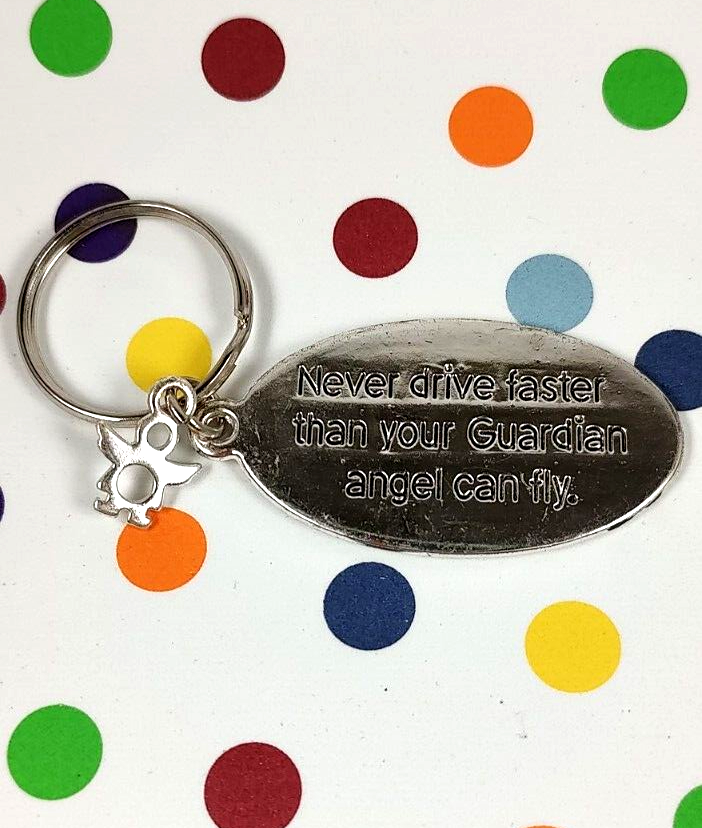 Never drive faster
than your Guardian
angel can fly.